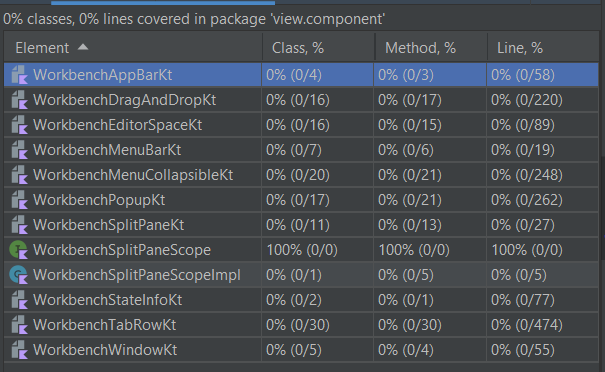 0% classes, 0% lines covered in package 'view.component'
Element Class, % Method, % Line, %
WorkbenchAppBarKt 0% (0/4) 0% (0/3) 0% (0/58)
WorkbenchDragAndDropKt 0% (0/16) 0% (0/17) 0% (0/220)
WorkbenchEditorSpaceKt 0% (0/16) 0% (0/15) 0% (0/89)
WorkbenchMenuBarKt 0% (0/7) 0% (0/6) 0% (0/19)
WorkbenchMenuCollapsibleKt 0% (0/20) 0% (0/21) 0% (0/248)
WorkbenchPopupKt 0% (0/17) 0% (0/21) 0% (0/262)
WorkbenchSplitPaneKt 0% (0/11) 0% (0/13) 0% (0/27)
WorkbenchSplitPaneScope 100% (0/0) 100% (0/0) 100% (0/0)
WorkbenchSplitPaneScopeImpl 0% (0/1) 0% (0/5) 0% (0/5)
WorkbenchStateInfoKt 0% (0/2) 0% (0/1) 0% (0/77)
WorkbenchTabRowKt 0% (0/30) 0% (0/30) 0% (0/474)
WorkbenchWindowKt 0% (0/5) 0% (0/4) 0% (0/55)